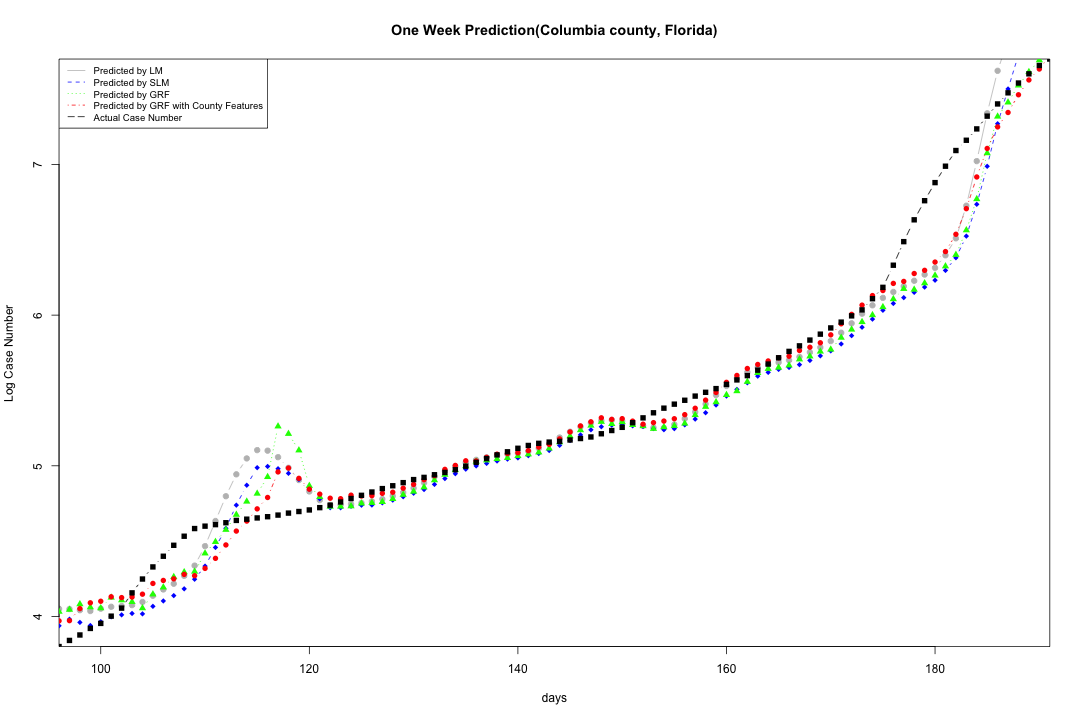 One Week Prediction(Columbia county, Florida)
Predicted by LM
Predicted by SLM
Predicted by GRF
Predicted by GRF with County Features
Actual Case Number
Log Case Number
7
6
5
4
100 120 140 160 180
days